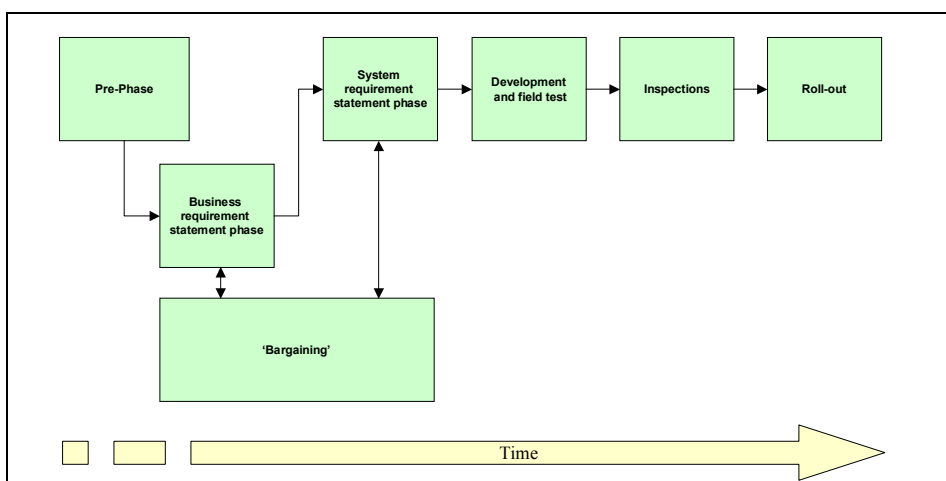 Pre-Phase
System
requirement
statement phase
Development
and field test
Inspections
Roll-out
Business
requirement
statement phase
‘Bargaining’
Time